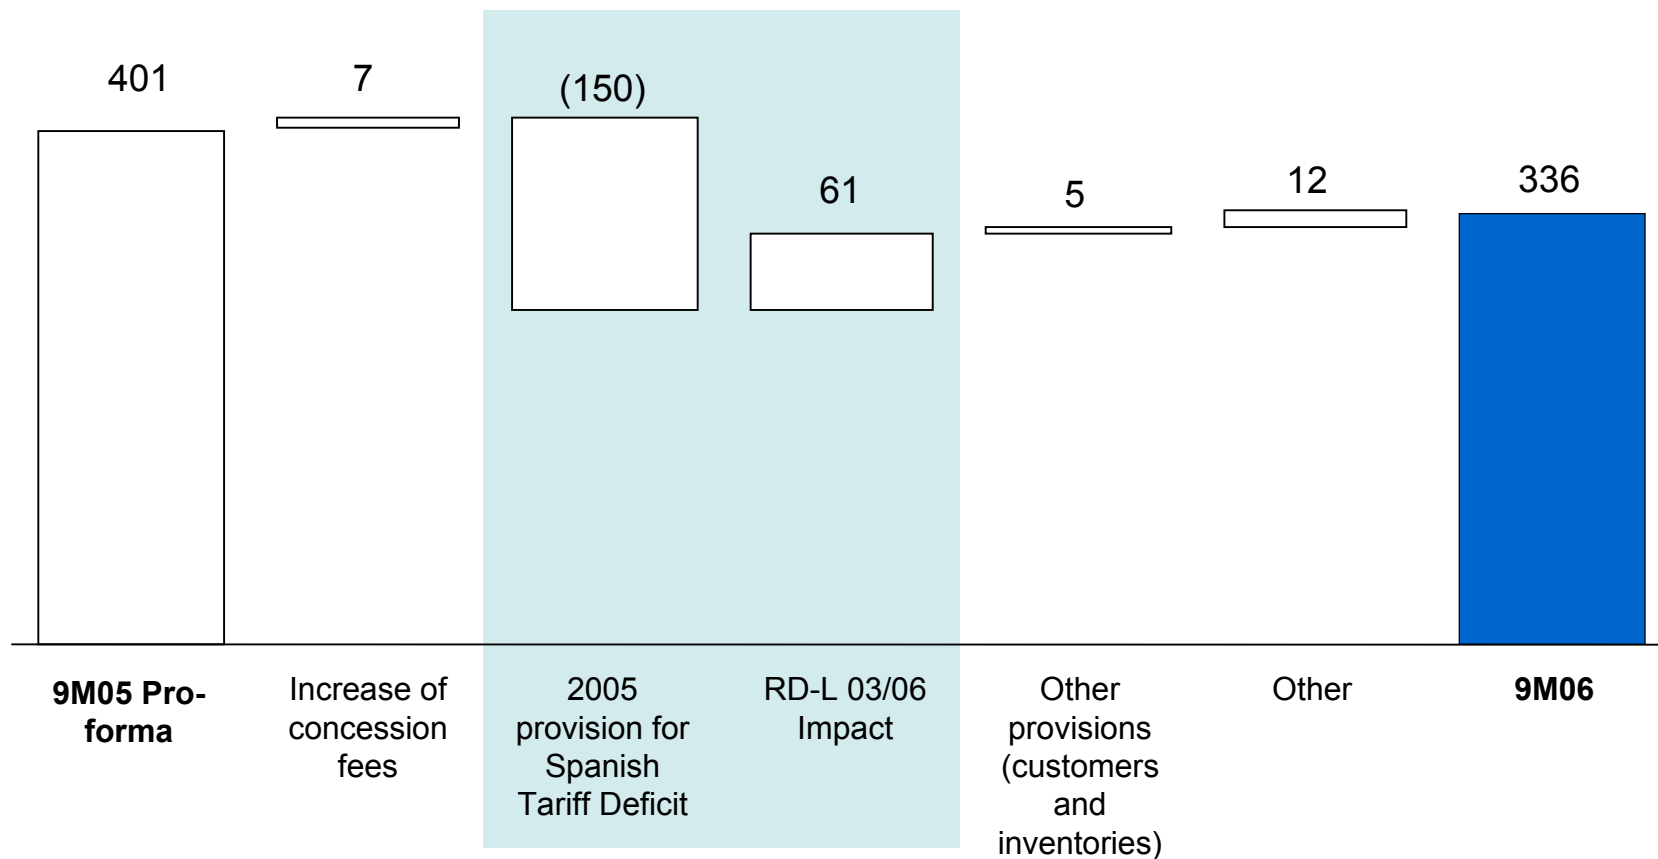 401
7
(150)
61
5
12
336
9M05 Pro-
forma
Increase of
concession
fees
2005
provision for
Spanish
Tariff Deficit
RD-L 03/06
Impact
Other
provisions
(customers
and
inventories)
Other
9M06